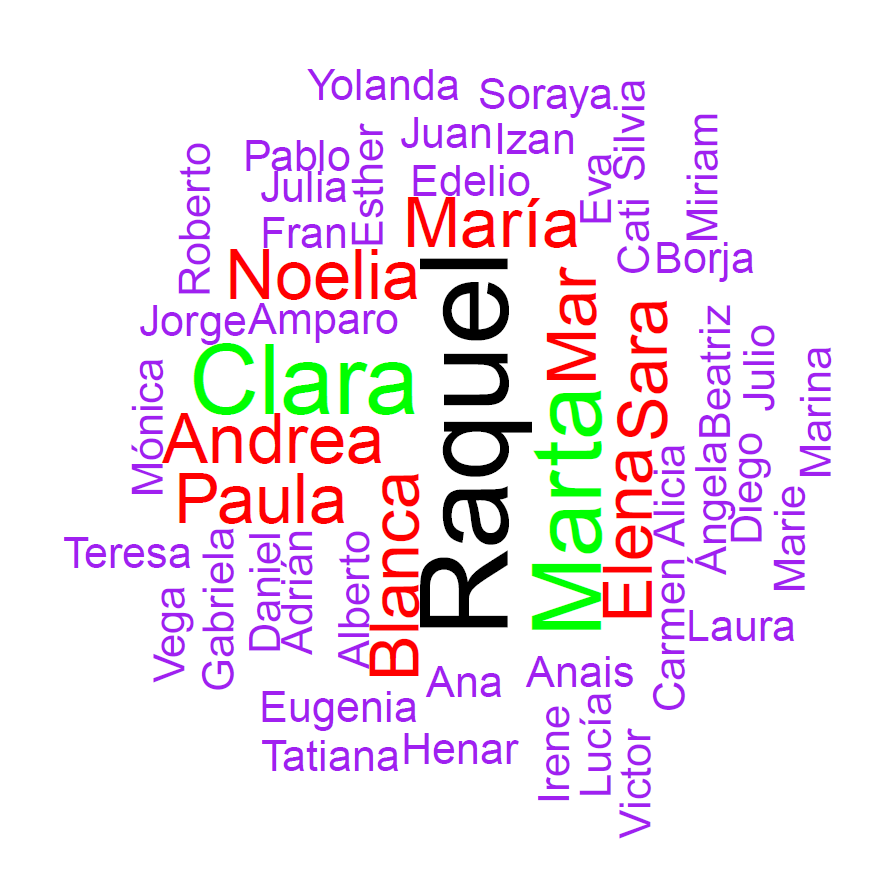 Yolanda
Soraya
Silvia
Juan
Izan
Miriam
Esther
Pablo
Roberto
Eva
Julia
Edelio
María
Cati
Fran
Borja
Noelia
Raquel
Mar
Sara
Jorge
Amparo
Beatriz
Julio
Clara
Marina
Mónica
Marta
Andrea
Elena
Alicia
Ángela
Diego
Paula
Blanca
Marie
Teresa
Gabriela
Daniel
Adrián
Alberto
Carmen
Vega
Laura
Ana
Anais
Eugenia
Lucía
Irene
Henar
Tatiana
Victor